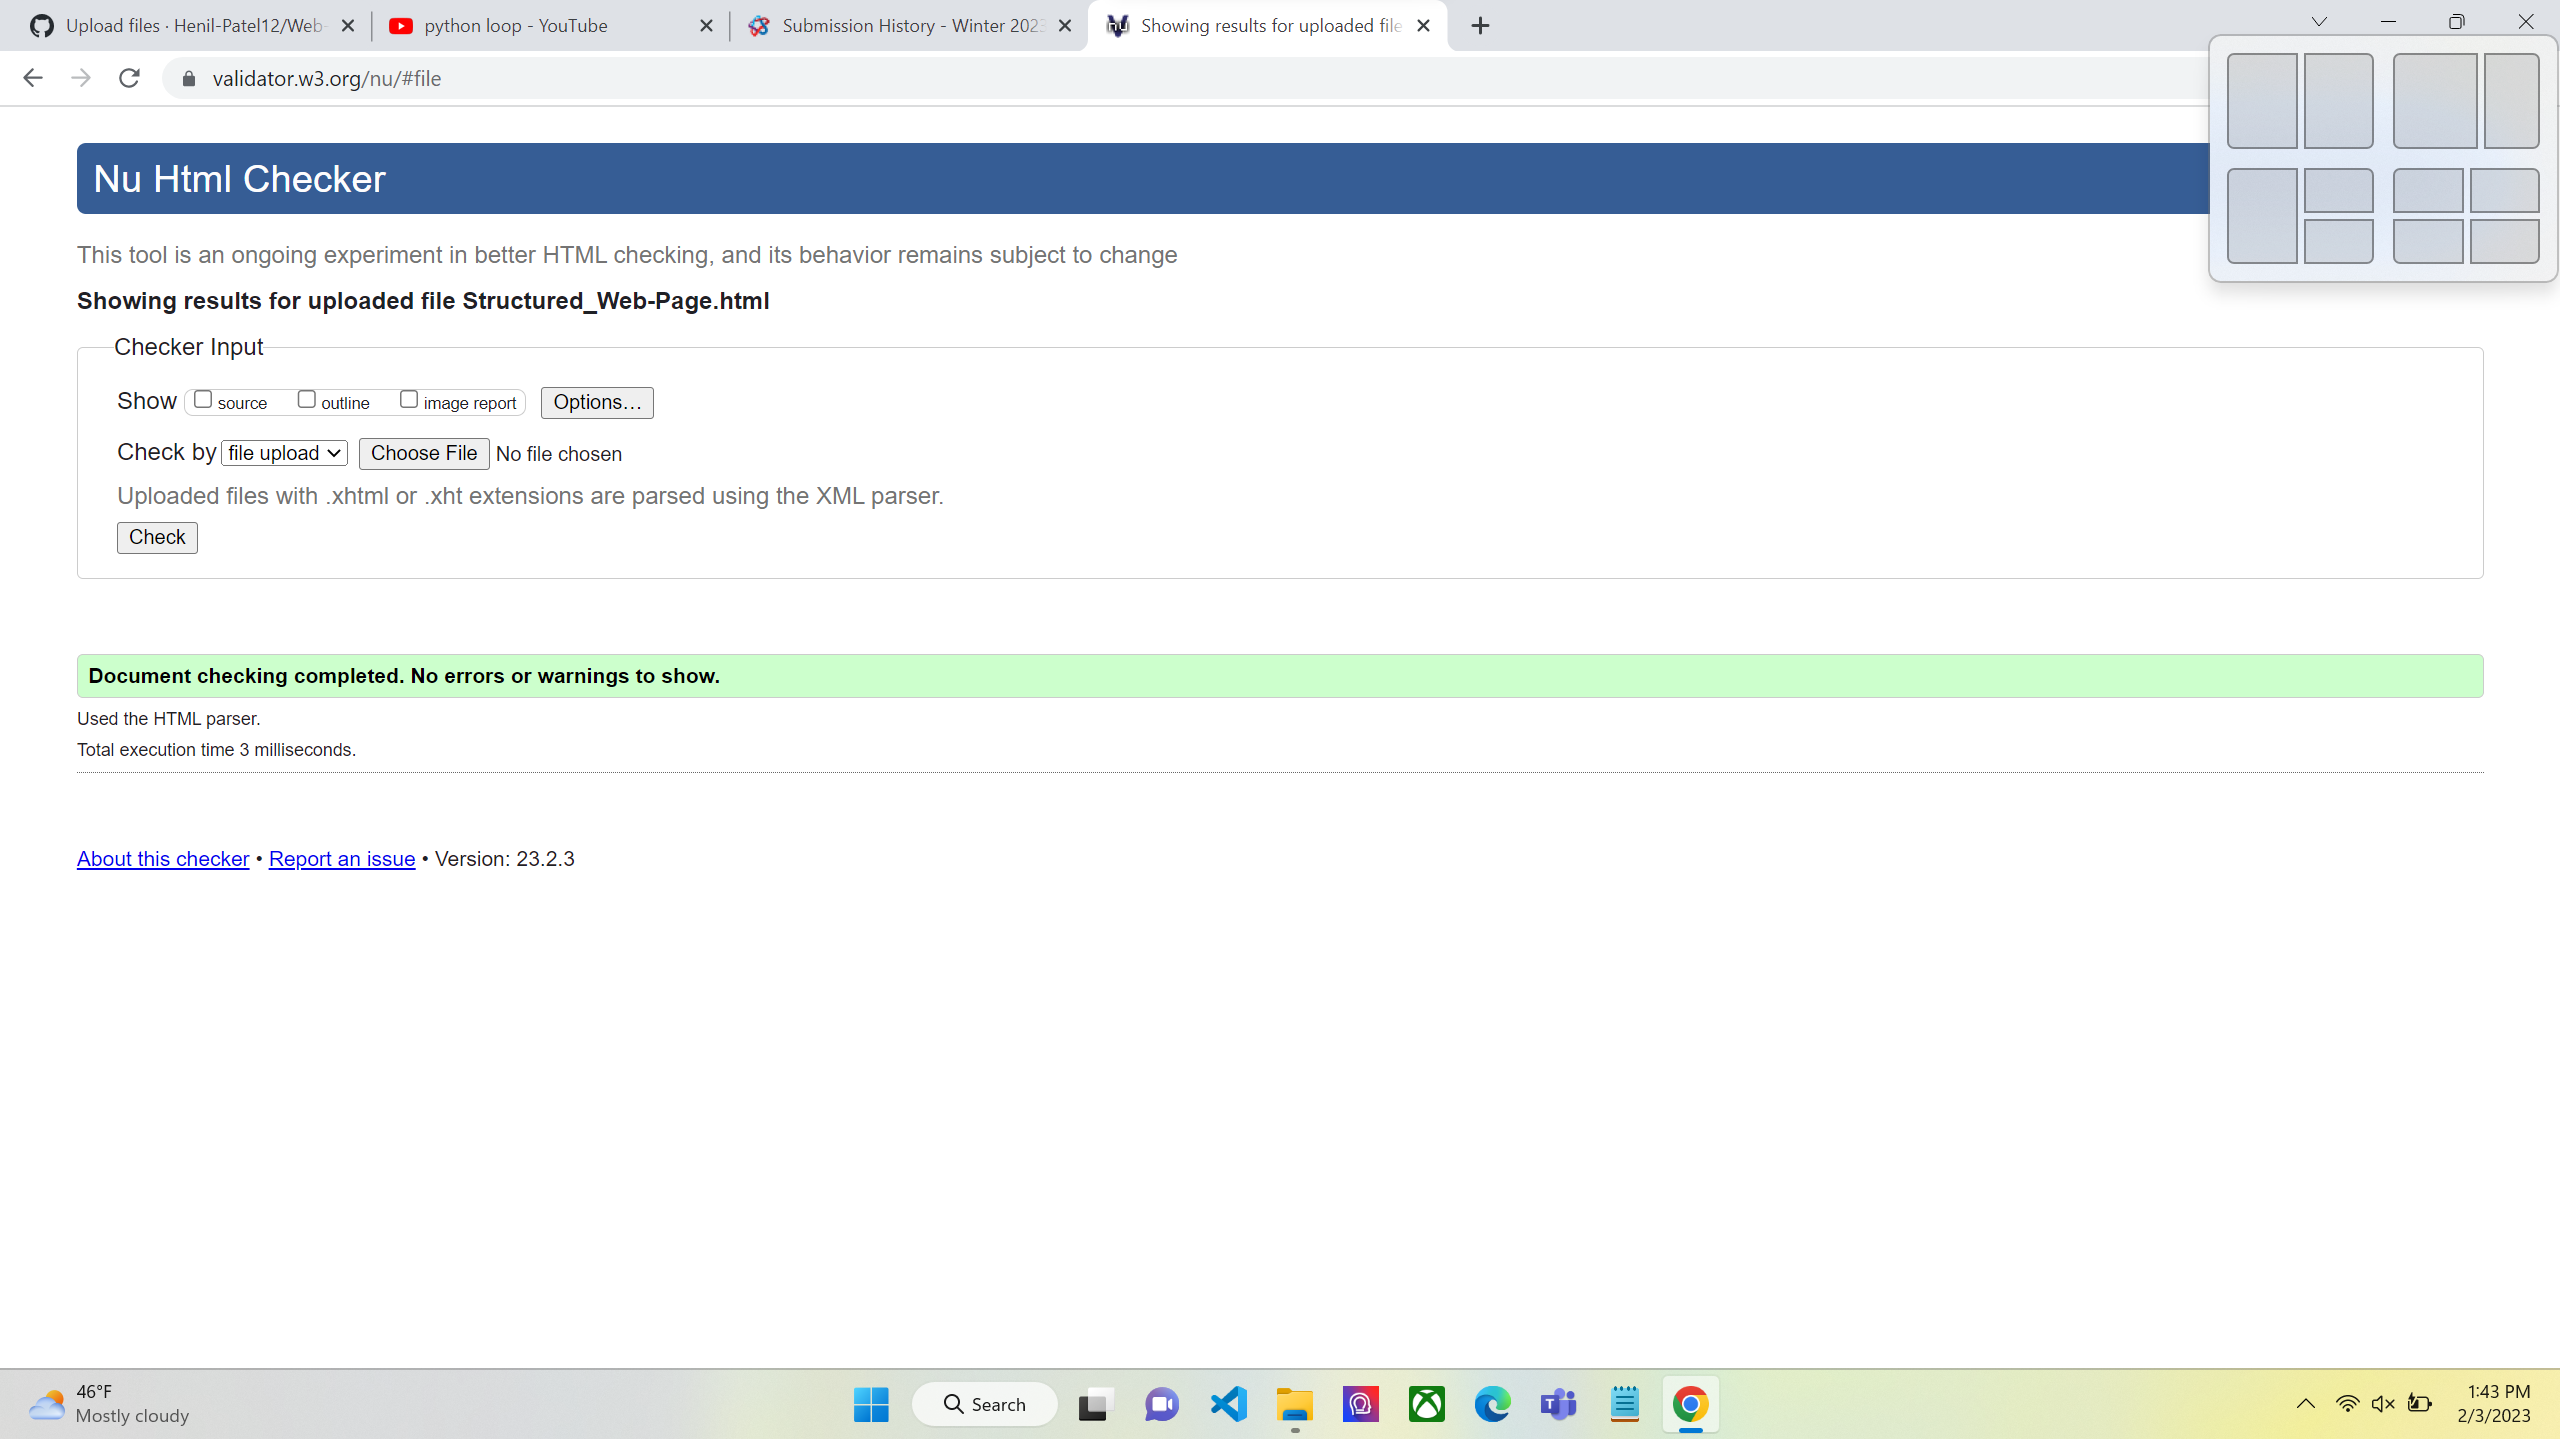 Upload files · Henil-Patel12/Web-
python loop - YouTube
Submission History - Winter 2023
Showing results for uploaded file
validator.w3.org/nu/#file
Nu Html Checker
This tool is an ongoing experiment in better HTML checking, and its behavior remains subject to change
Showing results for uploaded file Structured_Web-Page.html
Checker Input
Show source outline image report Options…
Check by file upload Choose File No file chosen
Uploaded files with .xhtml or .xht extensions are parsed using the XML parser.
Check
Document checking completed. No errors or warnings to show.
Used the HTML parser.
Total execution time 3 milliseconds.
About this checker • Report an issue • Version: 23.2.3
46°F
Mostly cloudy
Search
1:43 PM
2/3/2023